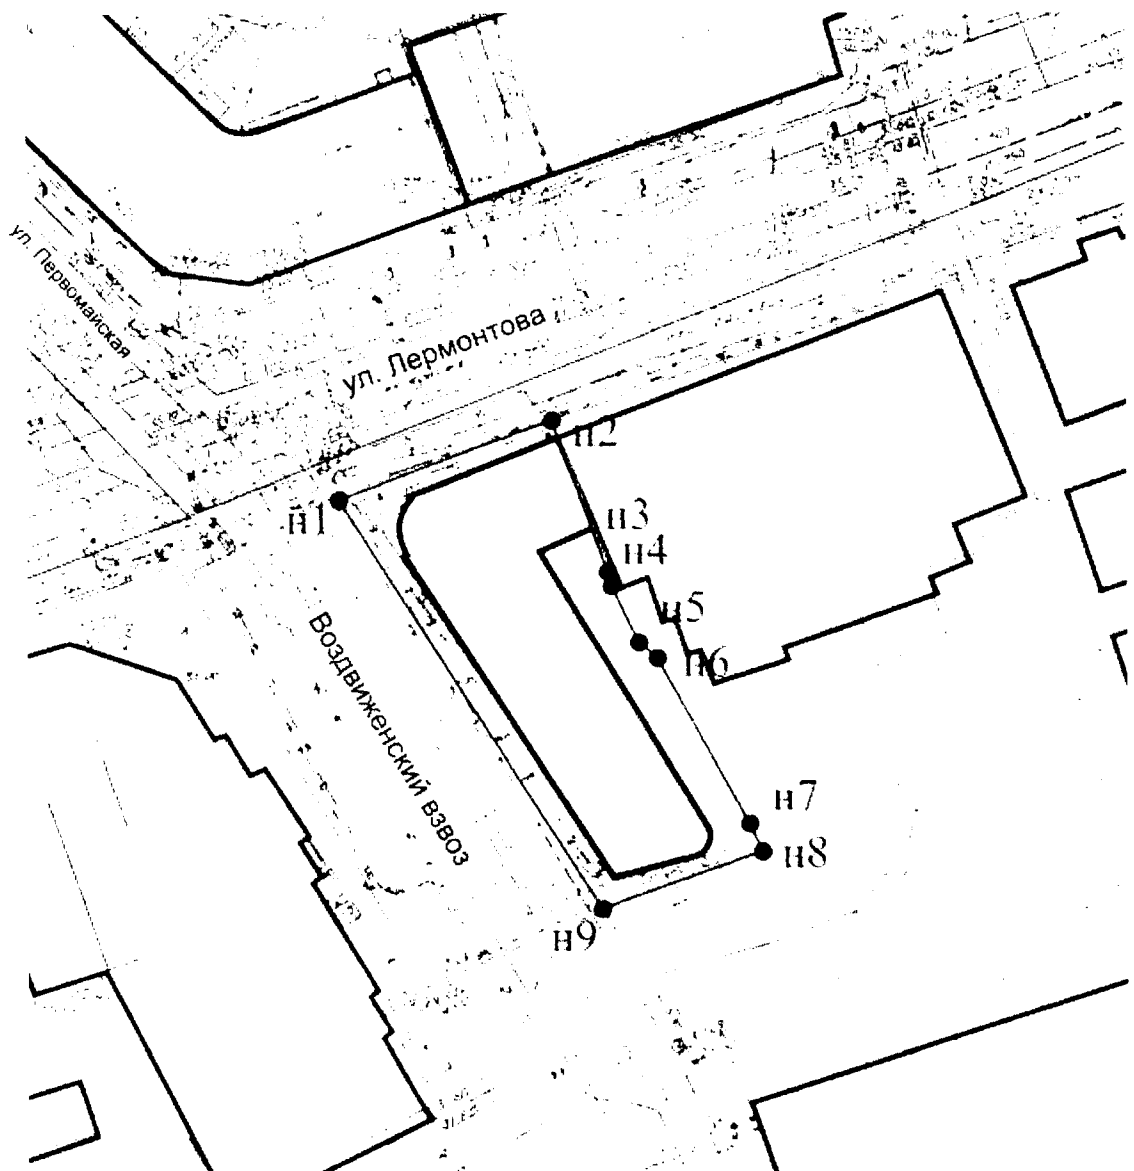 ул. Первомайская
ул. Лермонтова
н2
н1
н3
н4
н5
н6
Воздвиженский взвоз
н7
н8
н9